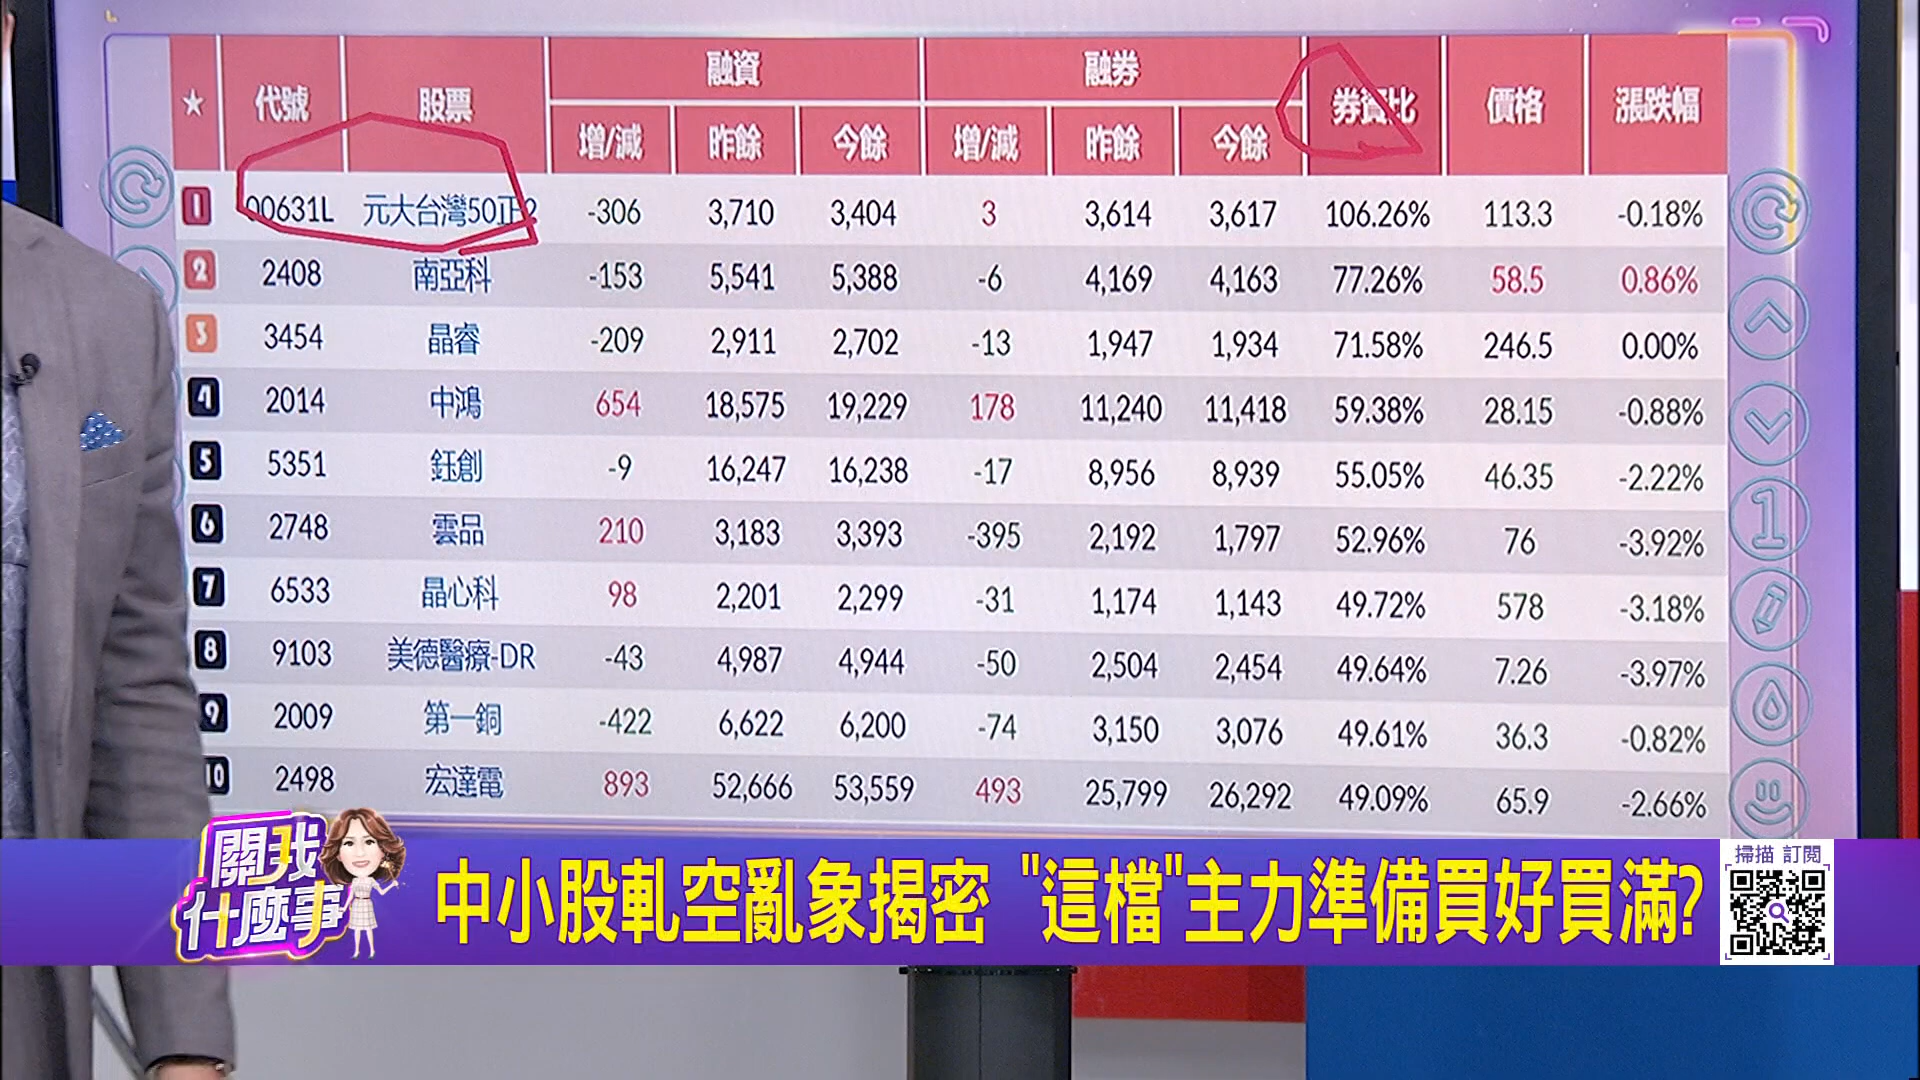 ★ 代號 股票 融資 融券 券資比 價格 漲跌幅
增/減 昨餘 今餘 增/減 昨餘 今餘
1 00631L 元大台灣50正2 -306 3,710 3,404 3 3,614 3,617 106.26% 113.3 -0.18%
2 2408 南亞科 -153 5,541 5,388 -6 4,169 4,163 77.26% 58.5 0.86%
3 3454 晶睿 -209 2,911 2,702 -13 1,947 1,934 71.58% 246.5 0.00%
4 2014 中鴻 654 18,575 19,229 178 11,240 11,418 59.38% 28.15 -0.88%
5 5351 鈺創 -9 16,247 16,238 -17 8,956 8,939 55.05% 46.35 -2.22%
6 2748 雲品 210 3,183 3,393 -395 2,192 1,797 52.96% 76 -3.92%
7 6533 晶心科 98 2,201 2,299 -31 1,174 1,143 49.72% 578 -3.18%
8 9103 美德醫療-DR -43 4,987 4,944 -50 2,504 2,454 49.64% 7.26 -3.97%
9 2009 第一銅 -422 6,622 6,200 -74 3,150 3,076 49.61% 36.3 -0.82%
10 2498 宏達電 893 52,666 53,559 493 25,799 26,292 49.09% 65.9 -2.66%
1
關我
什麼事
中小股軋空亂象揭密 "這檔"主力準備買好買滿?
掃描 訂閱